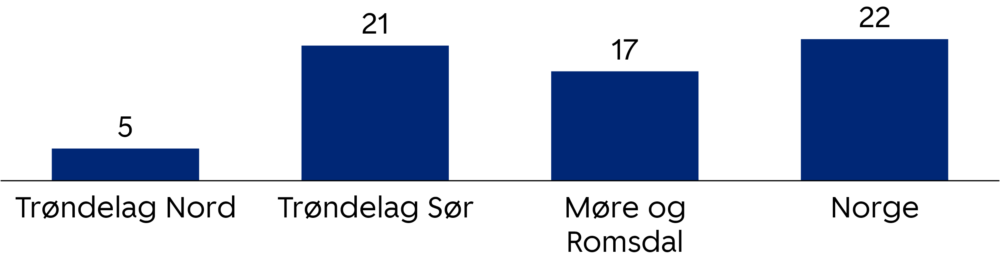 5
21
17
22
Trøndelag Nord
Trøndelag Sør
Møre og
Romsdal
Norge